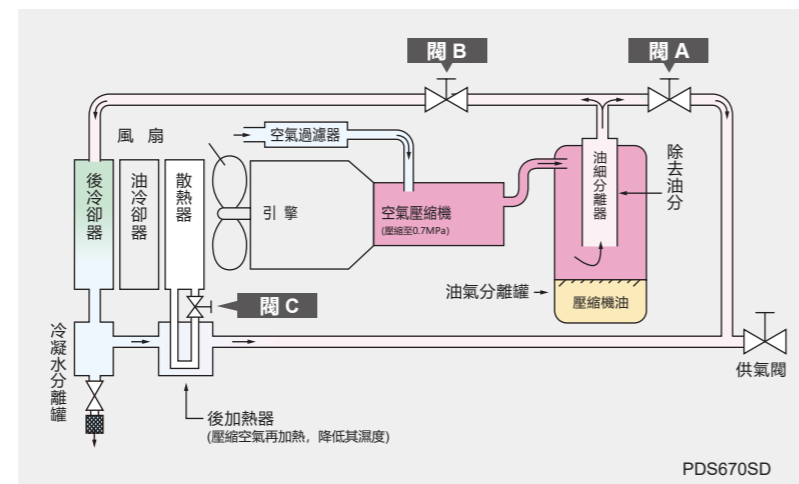 閥 B
閥 A
風 扇
空氣過濾器
後冷卻器
油冷卻器
散熱器
引 擎
空氣壓縮機
(壓縮至0.7MPa)
油細分離器
除去油分
油氣分離罐
壓縮機油
閥 C
冷凝水分離罐
供氣閥
後加熱器
(壓縮空氣再加熱，降低其濕度)
PDS670SD